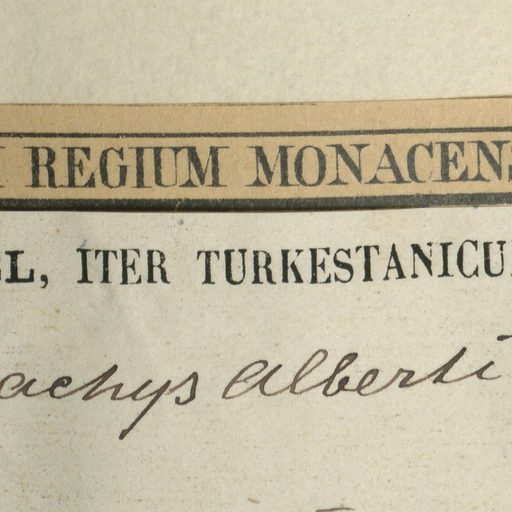 REGIUM MONACENS
L, ITER TURKESTANICU
achys Alberti